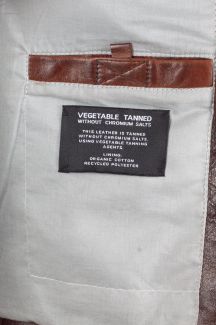 VEGETABLE TANNED
WITHOUT CHROMIUM SALTS
THIS LEATHER IS TANNED
WITHOUT CHROMIUM SALTS,
USING VEGETABLE TANNING
AGENTS
LINING:
ORGANIC COTTON
RECYCLED POLYESTER